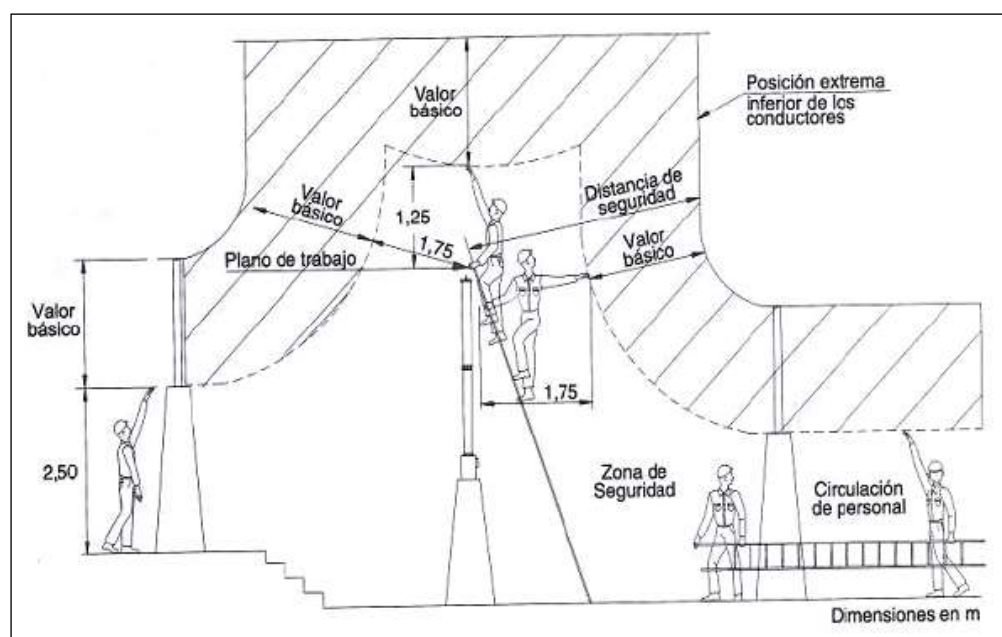 Valor
básico
Posición extrema
inferior de los
conductores
Valor
básico
1,25
1,75
Distancia de
seguridad
Valor
básico
Plano de trabajo
Valor
básico
1,75
2,50
Zona de
Seguridad
Circulación
de personal
Dimensiones en m